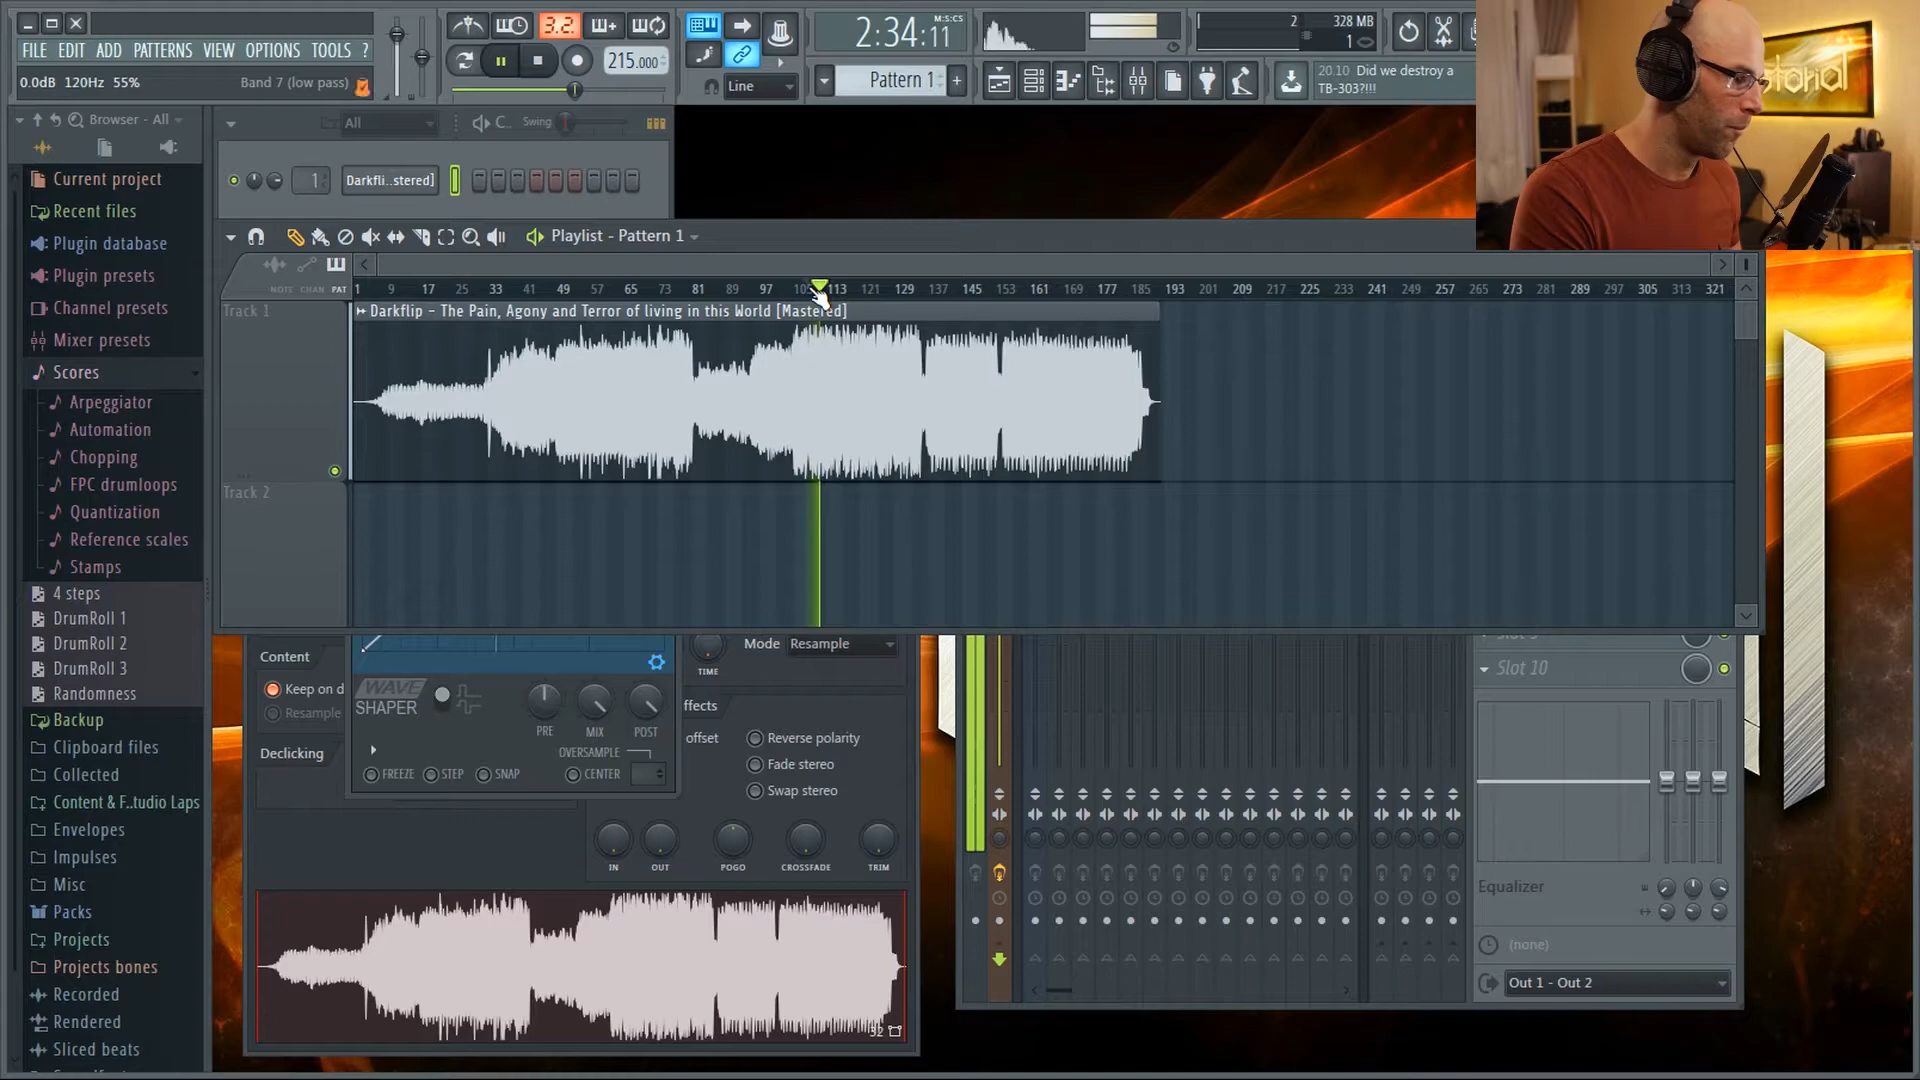 FILE EDIT ADD PATTERNS VIEW OPTIONS TOOLS ?
0.0dB 120Hz 55% Band 7 (low pass)
3.2.
215.000
Line
2:34:11
M:S:CS
Pattern 1
2
328 MB
1
20.10 Did we destroy a
TB-303?!!!
Browser - All
All
Swing
1
Darkfli..stered]
Current project
Recent files
Plugin database
Plugin presets
Channel presets
Mixer presets
Scores
Arpeggiator
Automation
Chopping
FPC drumloops
Quantization
Reference scales
Stamps
4 steps
DrumRoll 1
DrumRoll 2
DrumRoll 3
Randomness
Backup
Clipboard files
Collected
Content & F..tudio Laps
Envelopes
Impulses
Misc
Packs
Projects
Projects bones
Recorded
Rendered
Sliced beats
Playlist - Pattern 1
NOTE CHAN PAT
1 9 17 25 33 41 49 57 65 73 81 89 97 113 121 129 137 145 153 161 169 177 185 193 201 209 217 225 233 241 249 257 265 273 281 289 297 305 313 321
Track 1
Darkflip - The Pain, Agony and Terror of living in this World [Mastered]
Track 2
Content
Keep on d
Resample
Declicking
WAVE
SHAPER
PRE
MIX
POST
OVERSAMPLE
FREEZE
STEP
SNAP
CENTER
TIME
Mode
Resample
ffects
offset
Reverse polarity
Fade stereo
Swap stereo
IN
OUT
POGO
CROSSFADE
TRIM
32
Slot 10
Equalizer
(none)
Out 1 - Out 2